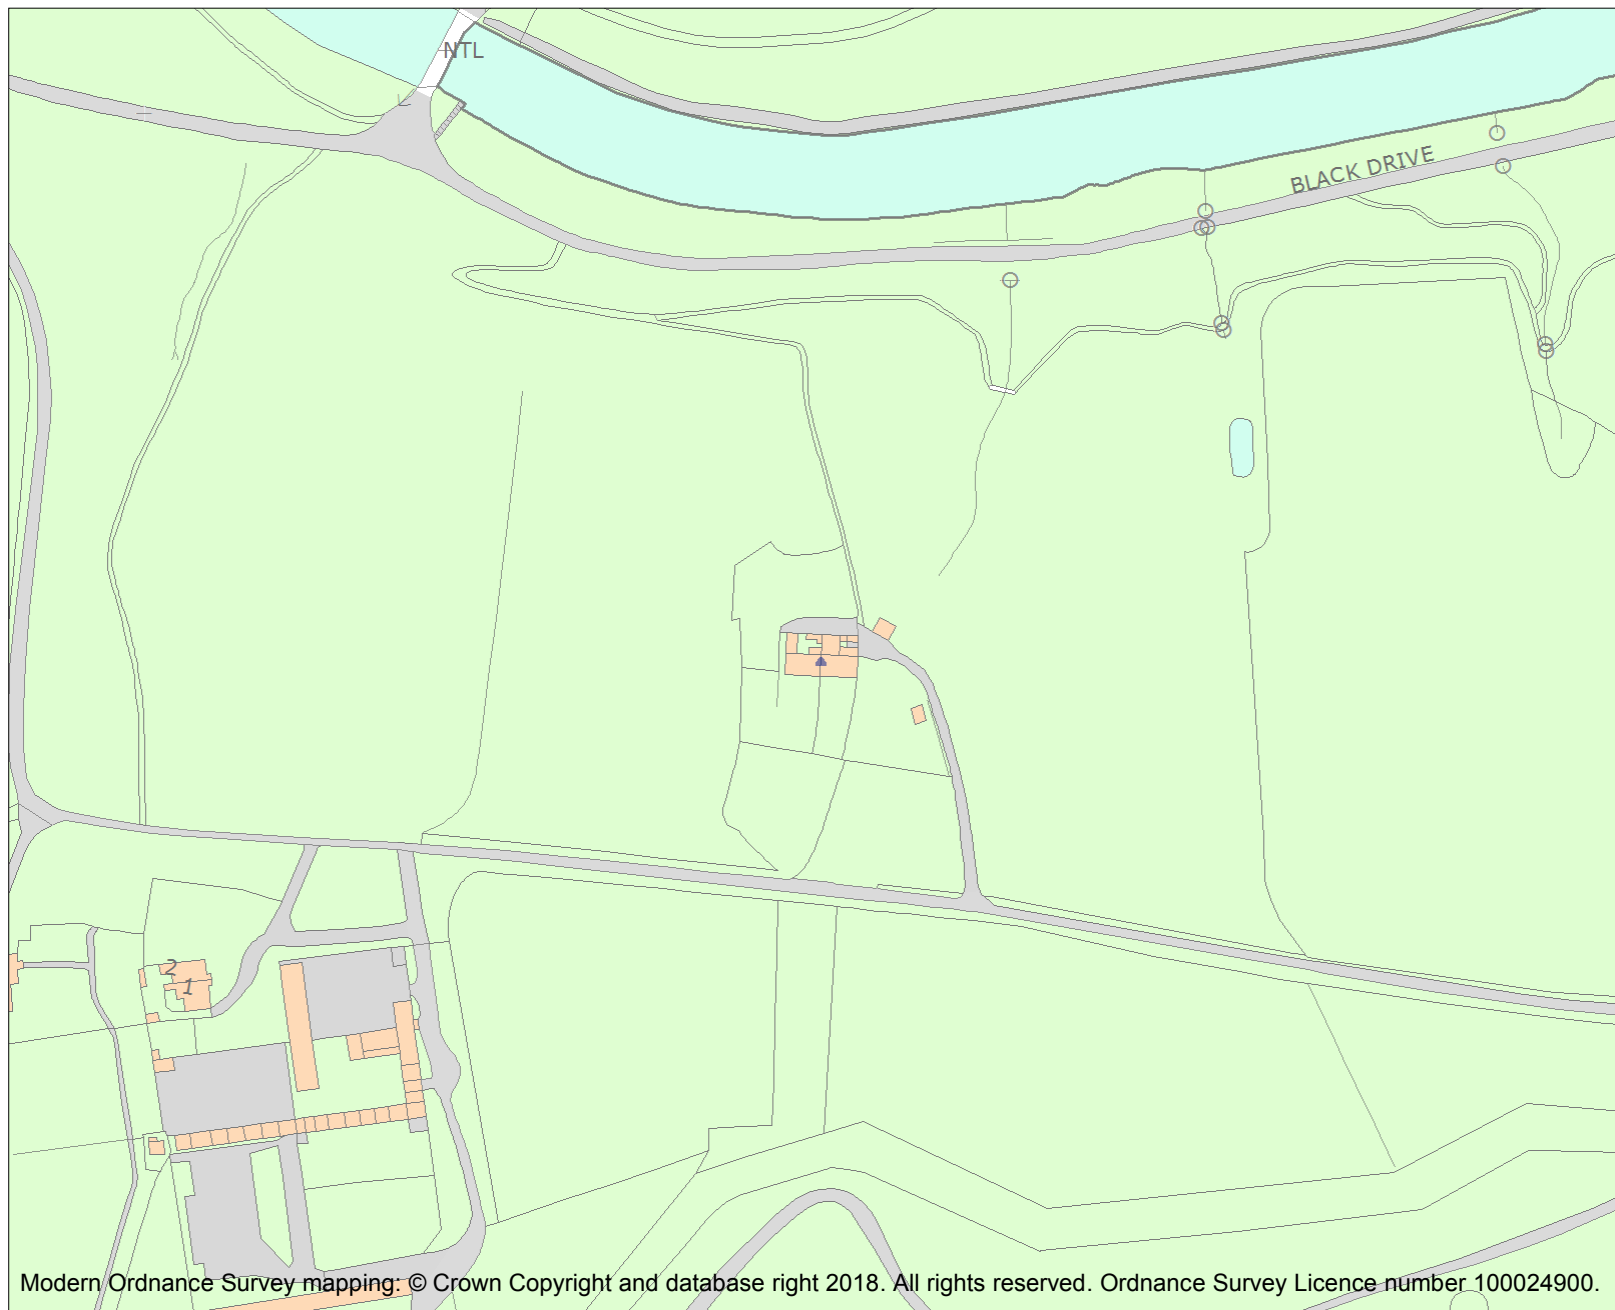 NTL
BLACK DRIVE
2
1
Modern Ordnance Survey mapping: © Crown Copyright and database right 2018. All rights reserved. Ordnance Survey Licence number 100024900.